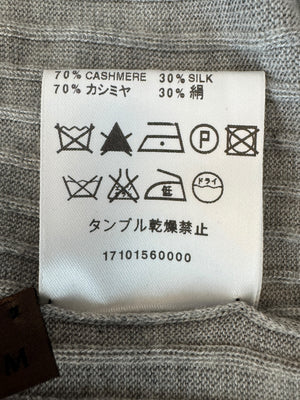 70% CASHMERE 30% SILK
70% カシミヤ 30% 絹
P
低 ドライ
タンブル乾燥禁止
17101560000
M